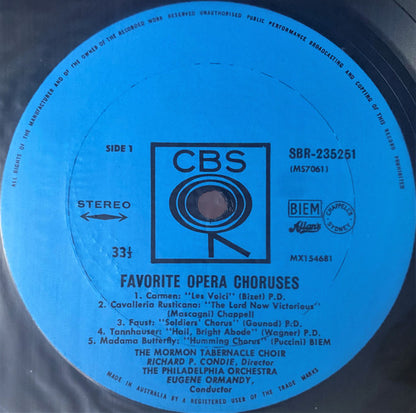 ALL RIGHTS OF THE MANUFACTURER AND OF THE OWNER OF THE RECORDED WORK RESERVED UNAUTHORISED PUBLIC PERFORMANCE BROADCASTING AND COPYING OF THIS RECORD PROHIBITED
SIDE 1
CBS
SBR-235251
(MS7061)
STEREO
BIEM
Allan's
CHAPPELL'S
SYDNEY
33⅓
MX154681
FAVORITE OPERA CHORUSES
1. Carmen: "Les Voici" (Bizet) P.D.
2. Cavalleria Rusticana: "The Lord Now Victorious"
(Mascagni) Chappell
3. Faust: "Soldiers' Chorus" (Gounod) P.D.
4. Tannhauser: "Hail, Bright Abode" (Wagner) P.D.
5. Madama Butterfly: "Humming Chorus" (Puccini) BIEM
THE MORMON TABERNACLE CHOIR
RICHARD P. CONDIE, Director
THE PHILADELPHIA ORCHESTRA
EUGENE ORMANDY,
Conductor
MADE IN AUSTRALIA BY A REGISTERED USER OF THE TRADE MARKS